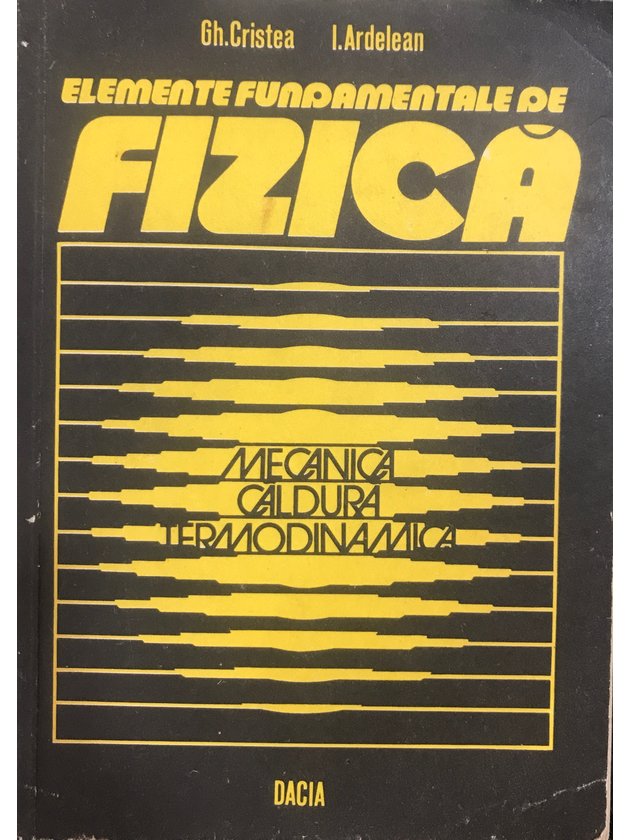 Gh.Cristea I.Ardelean
ELEMENTE FUNDAMENTALE DE
FIZICĂ
MECANICA
CALDURA
TERMODINAMICA
DACIA